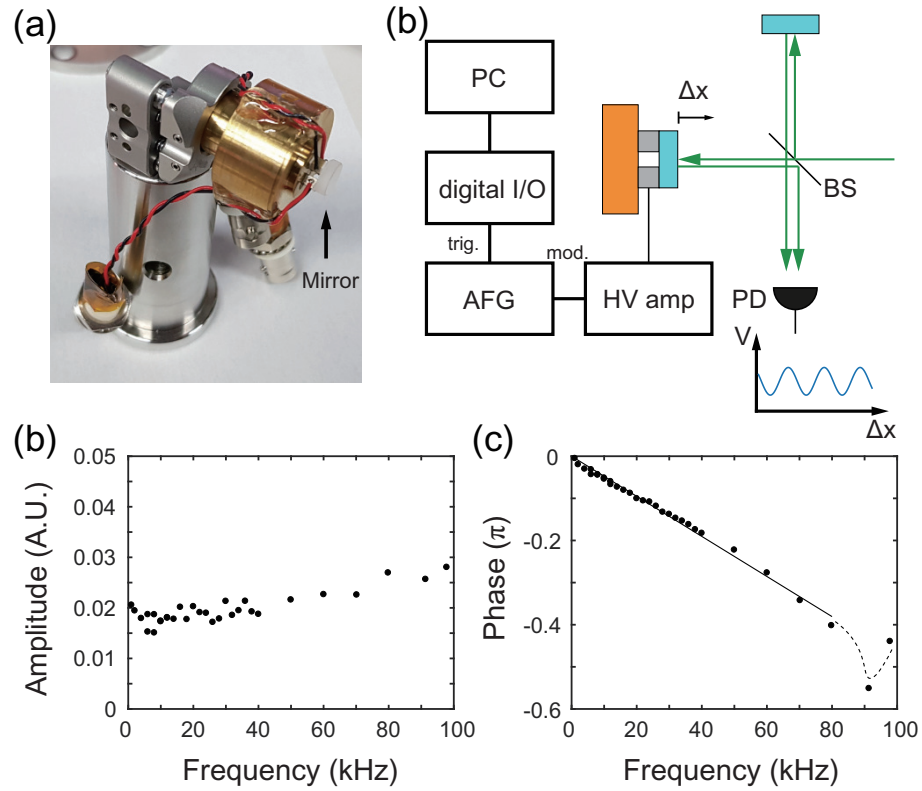 (a)
Mirror
(b)
PC
digital I/O
trig.
mod.
AFG
HV amp
Δx
BS
PD
V
Δx
(b)
0.05
0.04
0.03
0.02
0.01
0
Amplitude (A.U.)
0
20
40
60
80
100
Frequency (kHz)
(c)
0
-0.2
-0.4
-0.6
Phase (π)
0
20
40
60
80
100
Frequency (kHz)